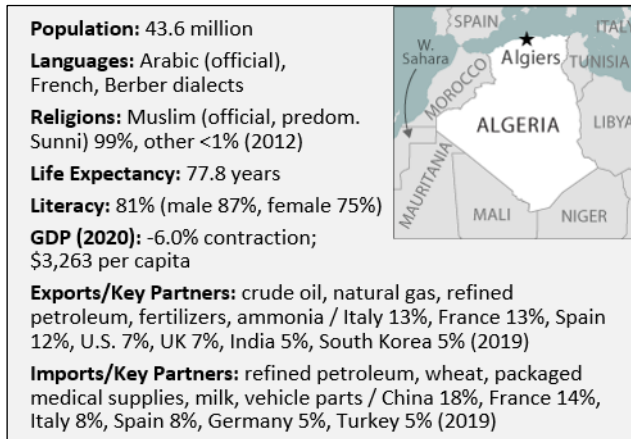 Population: 43.6 million
Languages: Arabic (official),
French, Berber dialects
Religions: Muslim (official, predom.
Sunni) 99%, other <1% (2012)
Life Expectancy: 77.8 years
Literacy: 81% (male 87%, female 75%)
GDP (2020): -6.0% contraction;
$3,263 per capita
Exports/Key Partners: crude oil, natural gas, refined
petroleum, fertilizers, ammonia / Italy 13%, France 13%, Spain
12%, U.S. 7%, UK 7%, India 5%, South Korea 5% (2019)
Imports/Key Partners: refined petroleum, wheat, packaged
medical supplies, milk, vehicle parts / China 18%, France 14%,
Italy 8%, Spain 8%, Germany 5%, Turkey 5% (2019)
SPAIN
ITALY
W.
Sahara
Algiers
TUNISIA
MOROCCO
ALGERIA
LIBYA
MAURITANIA
MALI
NIGER